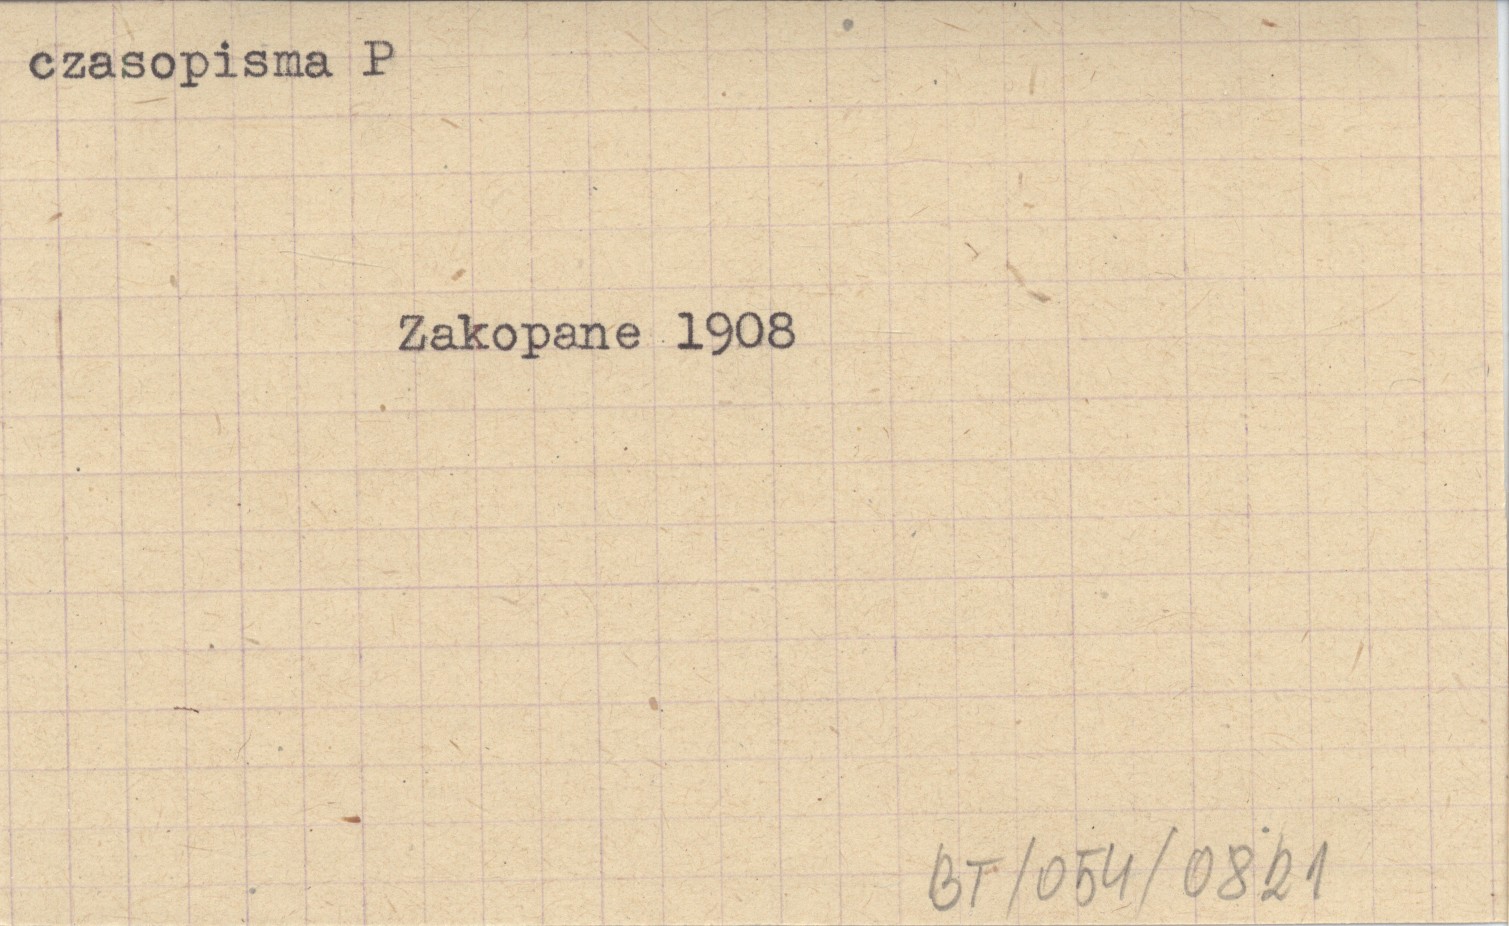 czasopisma P
Zakopane 1908
BT/054/0821